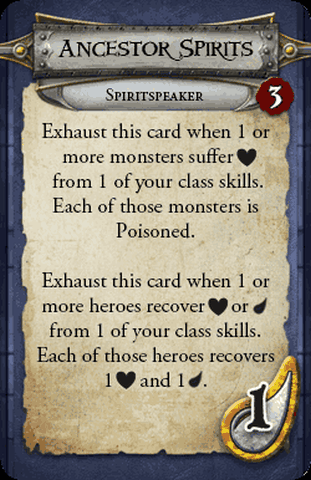 Ancestor Spirits
Spiritspeaker
3
Exhaust this card when 1 or
more monsters suffer ♥
from 1 of your class skills.
Each of those monsters is
Poisoned.
Exhaust this card when 1 or
more heroes recover ♥ or 
from 1 of your class skills.
Each of those heroes recovers
1 ♥ and 1 .
1